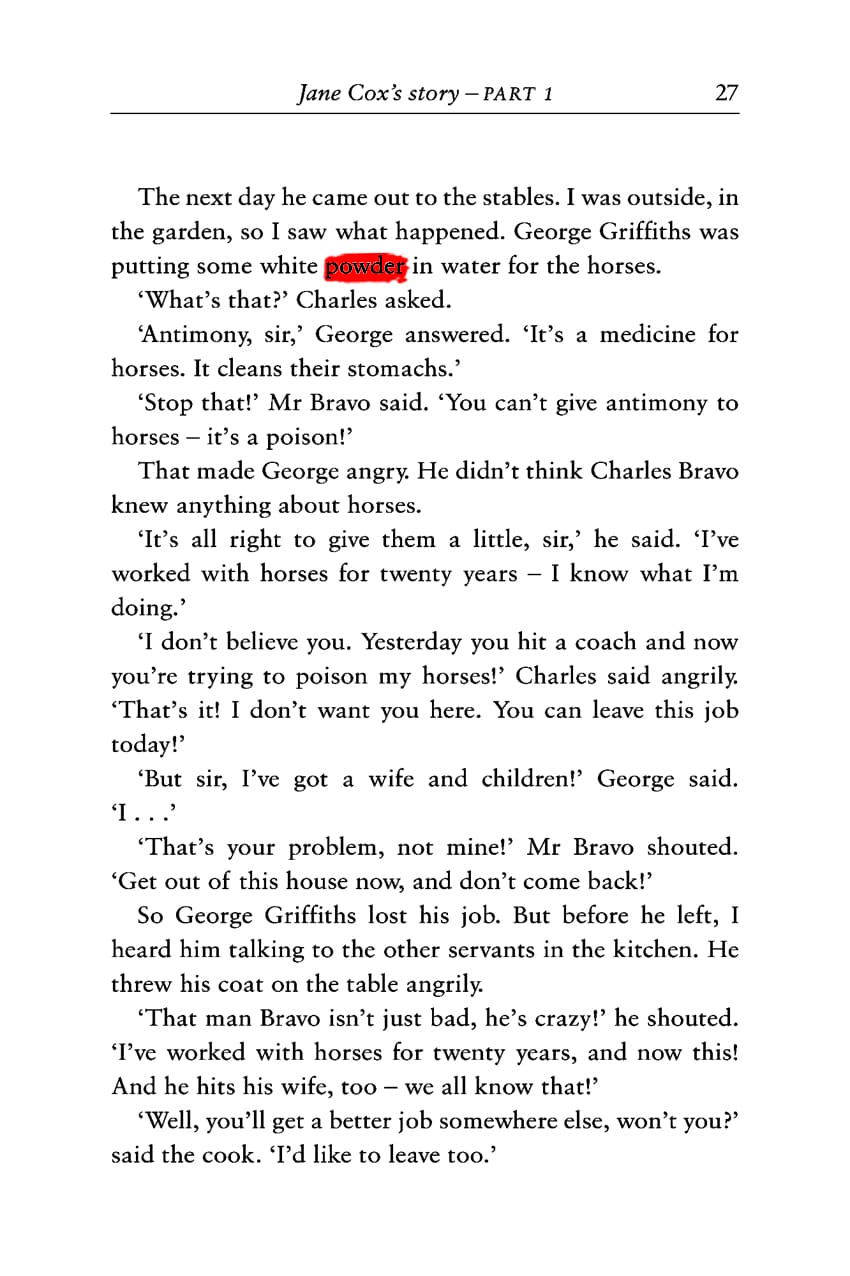 Jane Cox's story – PART 1 27
The next day he came out to the stables. I was outside, in
the garden, so I saw what happened. George Griffiths was
putting some white powder in water for the horses.
‘What's that?’ Charles asked.
‘Antimony, sir,’ George answered. ‘It's a medicine for
horses. It cleans their stomachs.’
‘Stop that!’ Mr Bravo said. ‘You can't give antimony to
horses – it's a poison!’
That made George angry. He didn't think Charles Bravo
knew anything about horses.
‘It's all right to give them a little, sir,’ he said. ‘I've
worked with horses for twenty years – I know what I'm
doing.’
‘I don't believe you. Yesterday you hit a coach and now
you're trying to poison my horses!’ Charles said angrily.
‘That's it! I don't want you here. You can leave this job
today!’
‘But sir, I've got a wife and children!’ George said.
‘I . . .’
‘That's your problem, not mine!’ Mr Bravo shouted.
‘Get out of this house now, and don't come back!’
So George Griffiths lost his job. But before he left, I
heard him talking to the other servants in the kitchen. He
threw his coat on the table angrily.
‘That man Bravo isn't just bad, he's crazy!’ he shouted.
‘I've worked with horses for twenty years, and now this!
And he hits his wife, too – we all know that!’
‘Well, you'll get a better job somewhere else, won't you?’
said the cook. ‘I'd like to leave too.’